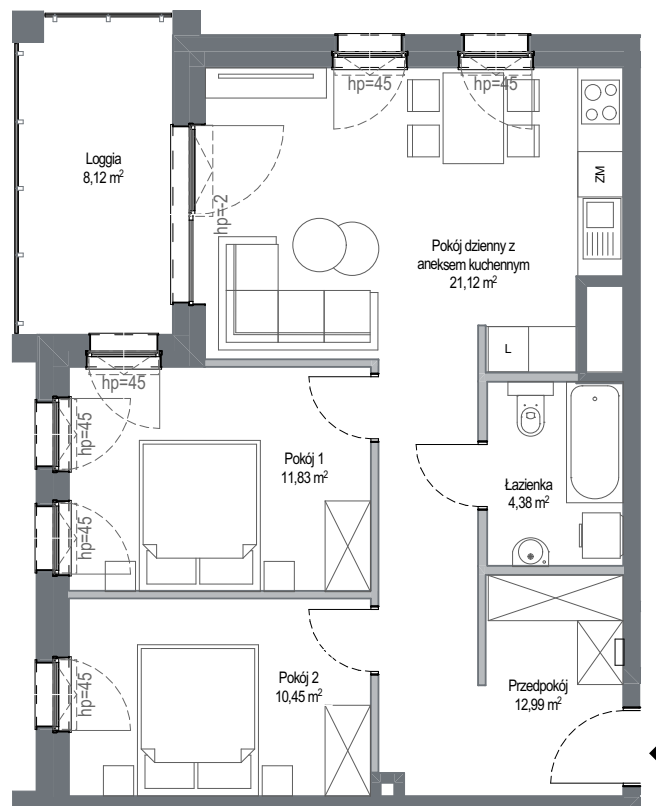 hp=45
hp=45
Loggia
8,12 m²
ZM
hp=-2
Pokój dzienny z
aneksem kuchennym
21,12 m²
L
hp=45
hp=45
Pokój 1
11,83 m²
Łazienka
4,38 m²
hp=45
Pokój 2
10,45 m²
hp=45
Przedpokój
12,99 m²